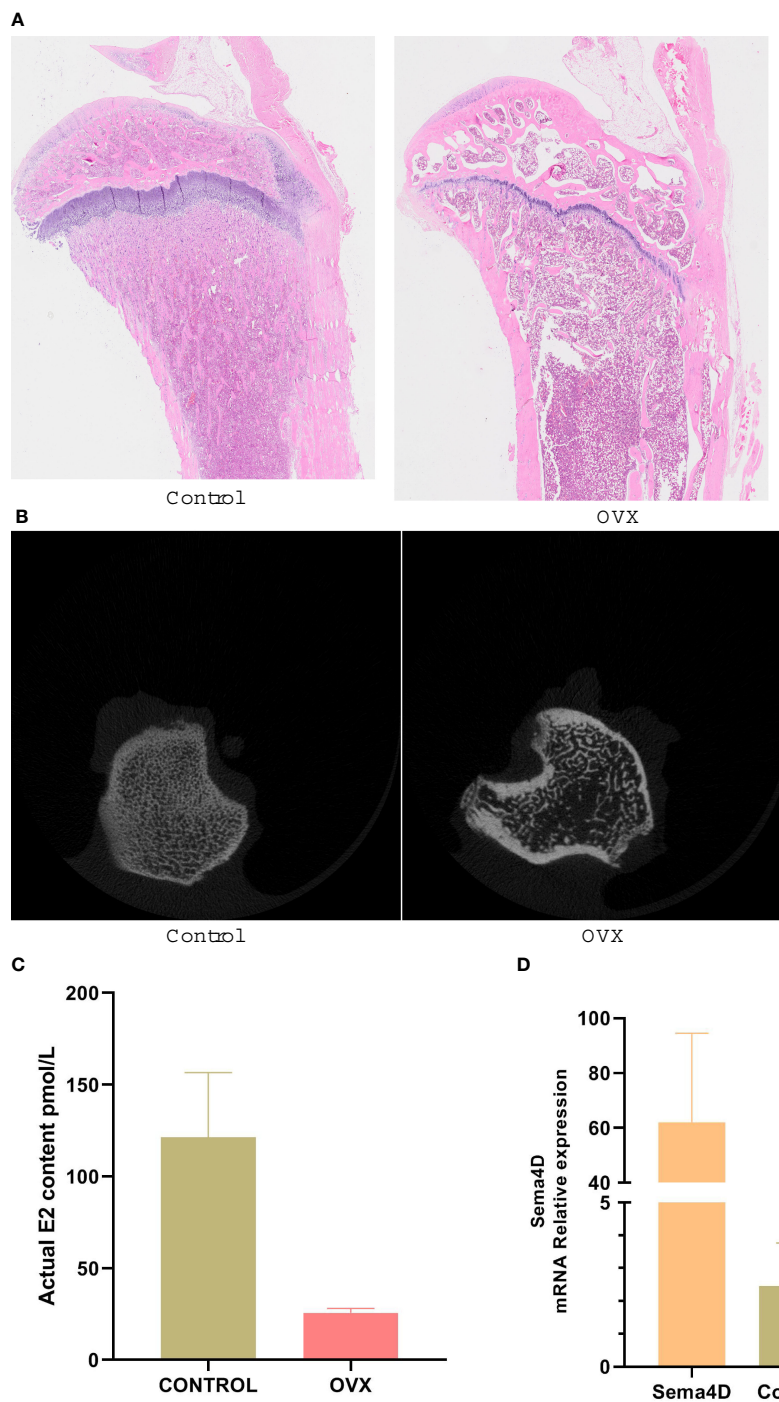 A
Control
OVX
B
Control
OVX
C
D
Actual E2 content pmol/L
200
150
100
50
0
CONTROL
OVX
Sema4D
mRNA Relative expression
100
80
60
40
5
0
Sema4D
Co